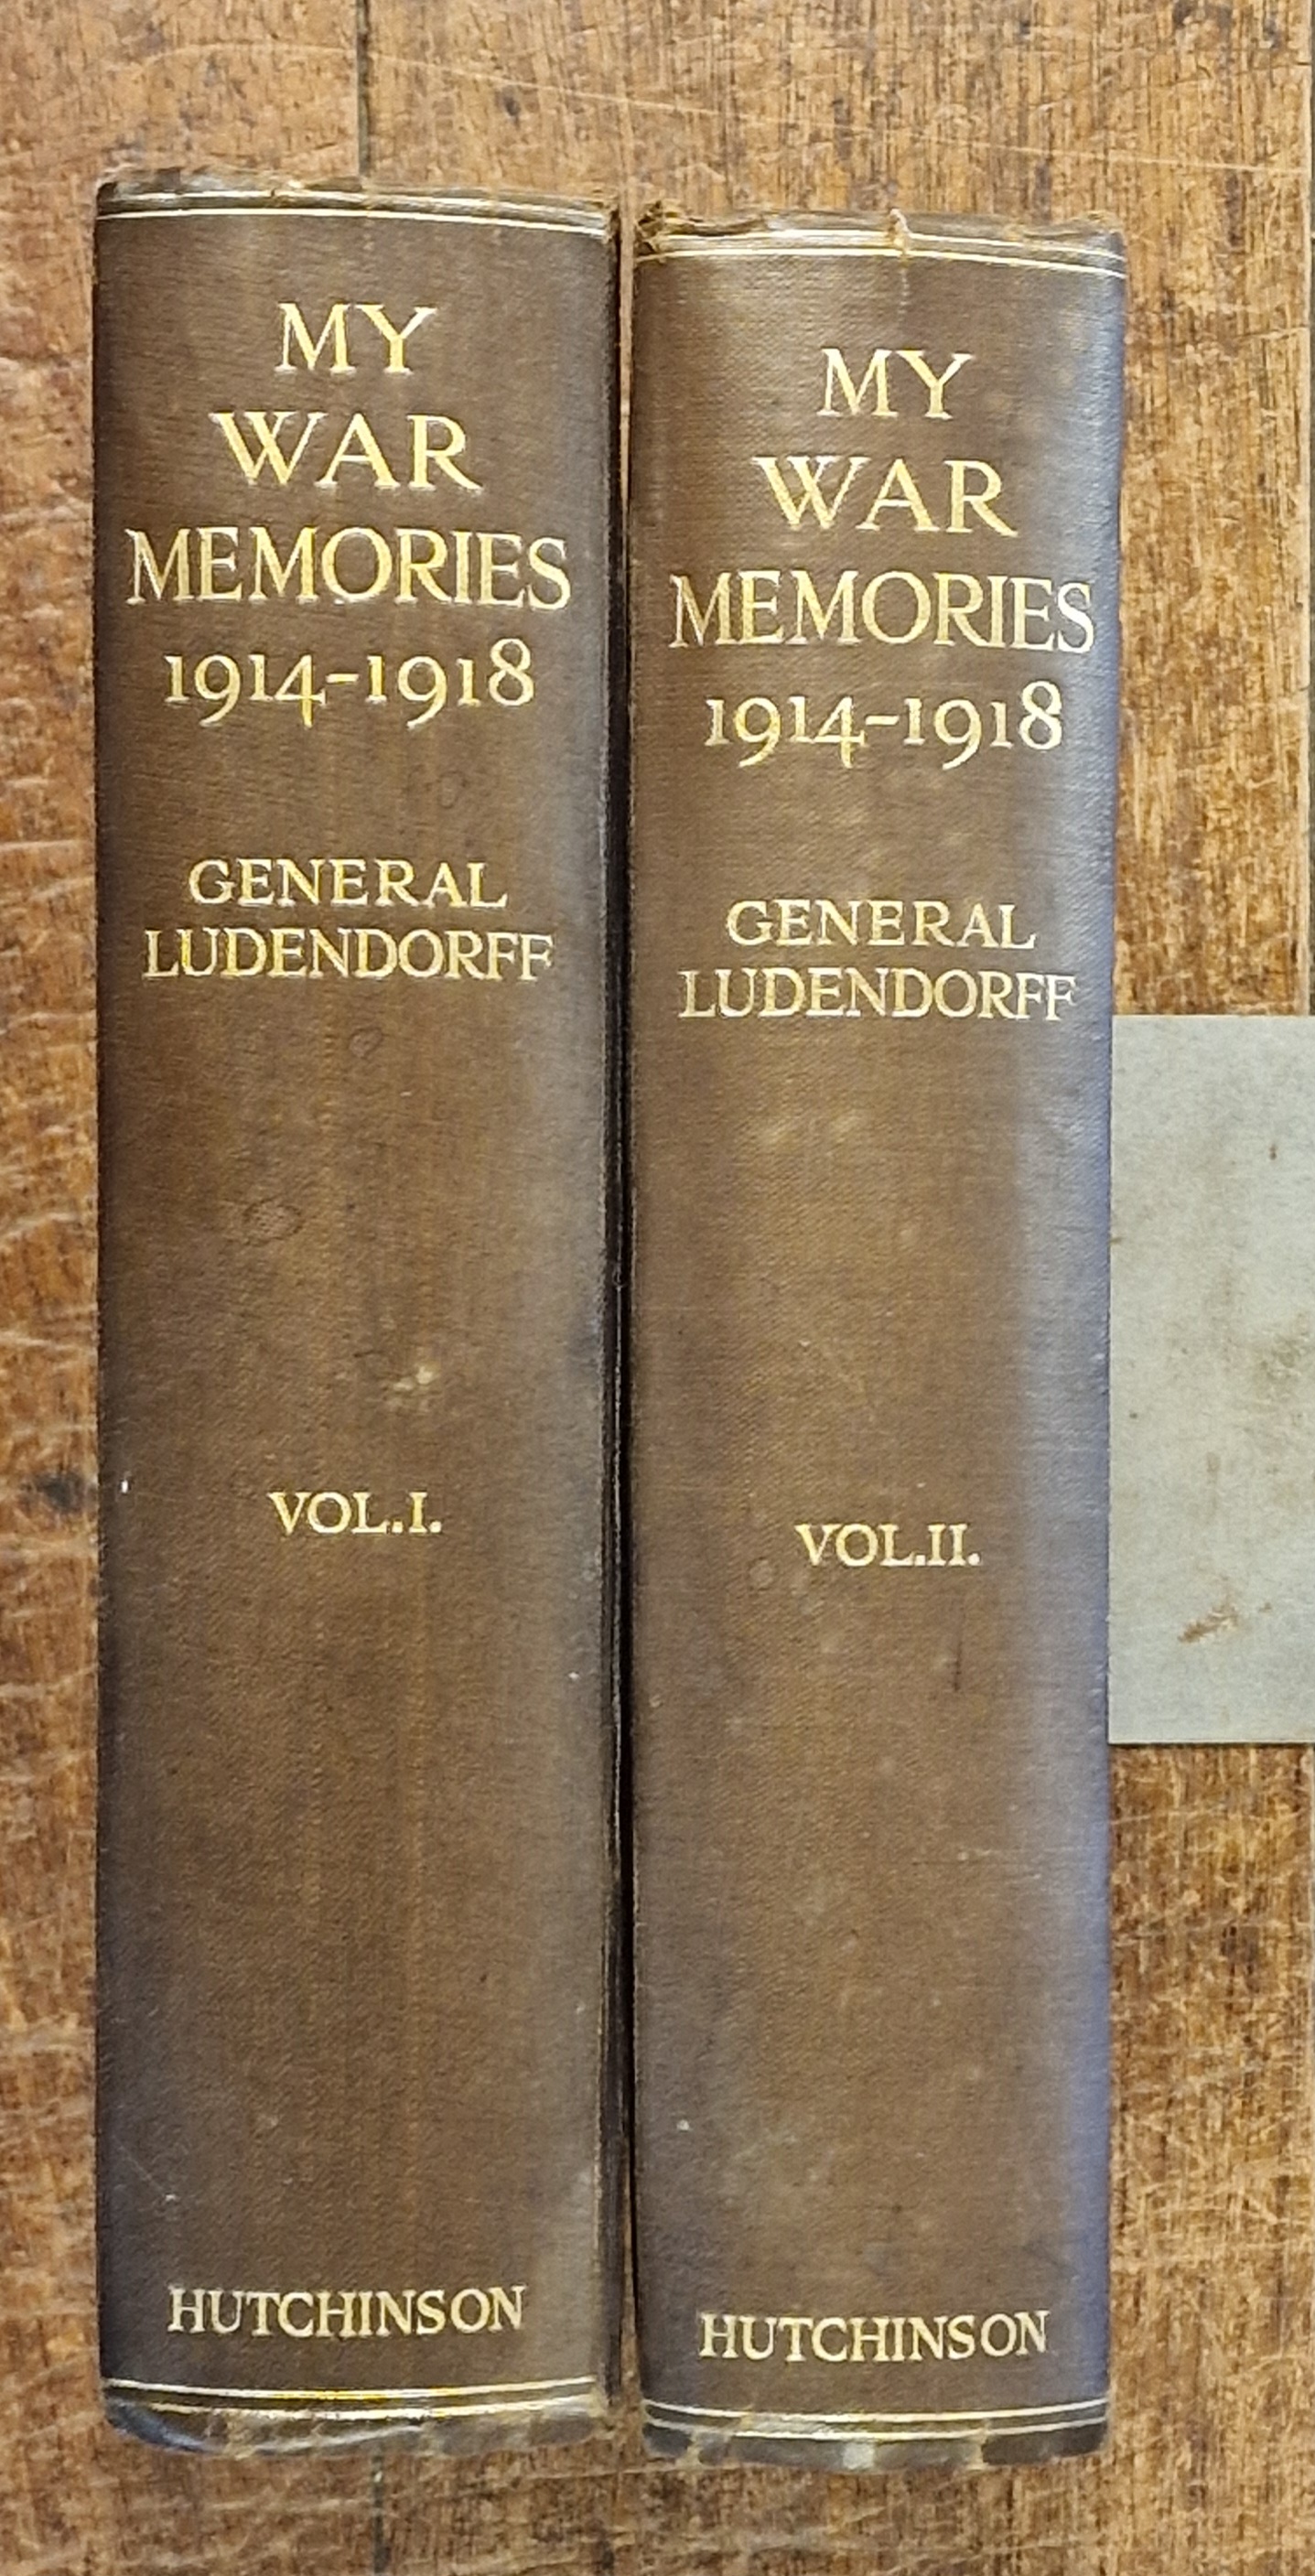 MY
WAR
MEMORIES
1914-1918
GENERAL
LUDENDORFF
VOL.I.
HUTCHINSON
MY
WAR
MEMORIES
1914-1918
GENERAL
LUDENDORFF
VOL.II.
HUTCHINSON